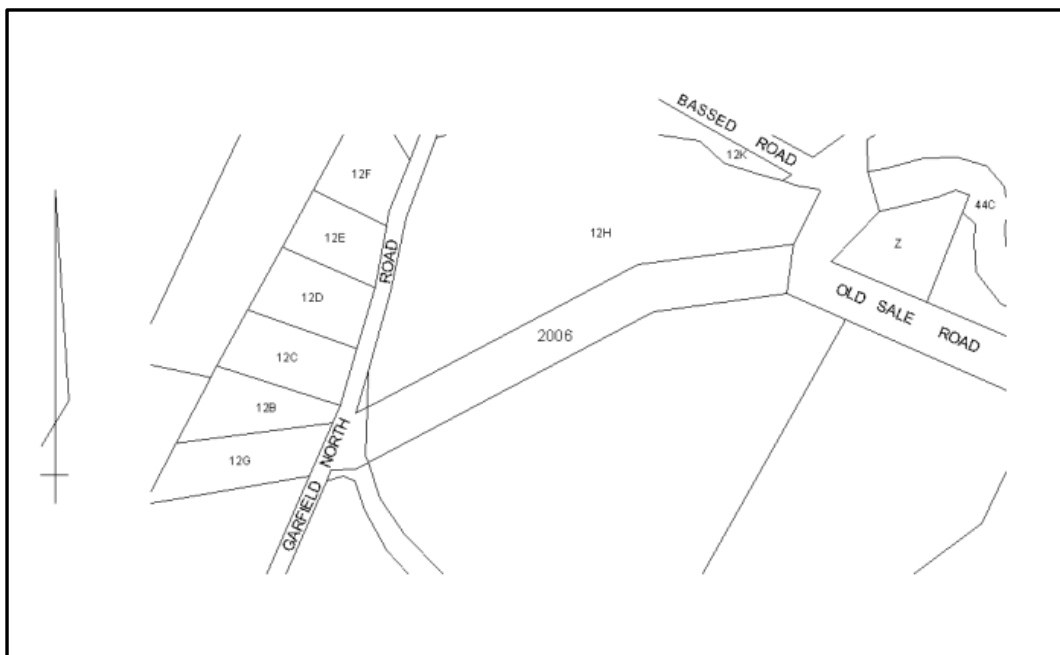 BASSED ROAD
12K
12F
44C
12E
12H
Z
ROAD
12D
OLD SALE ROAD
2006
12C
12B
12G
GARFIELD NORTH